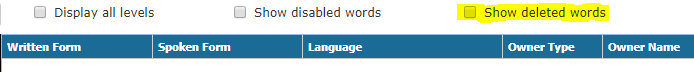 Display all levels Show disabled words Show deleted words
Written Form Spoken Form Language Owner Type Owner Name